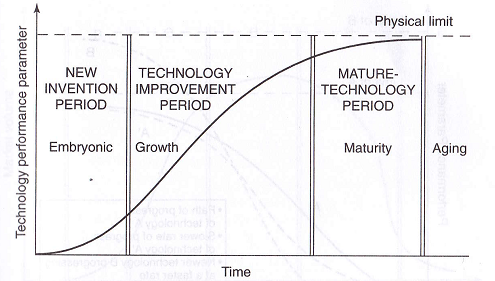 Physical limit
NEW
INVENTION
PERIOD
TECHNOLOGY
IMPROVEMENT
PERIOD
MATURE-
TECHNOLOGY
PERIOD
Embryonic
Growth
Maturity
Aging
Technology performance parameter
Time